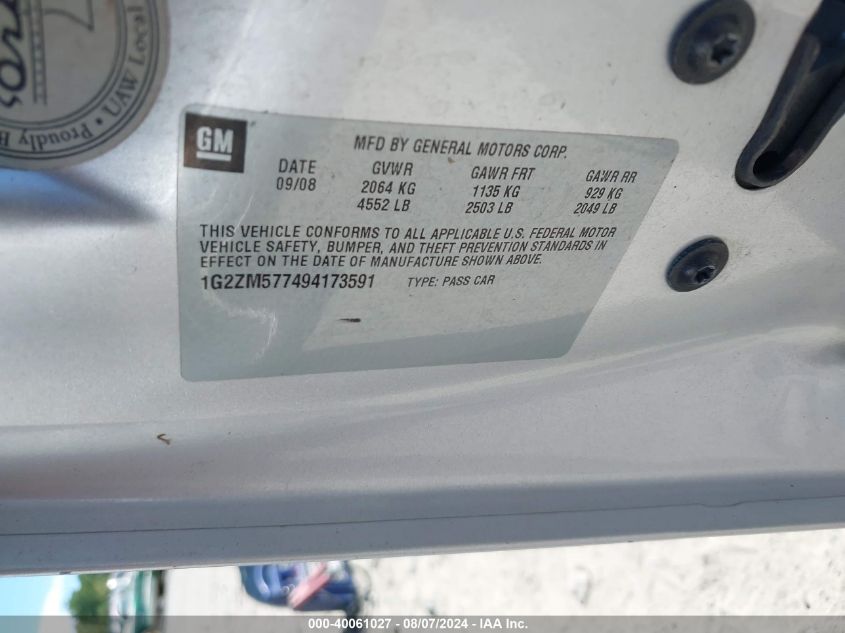 Proudly B
UAW Local
GM
MFD BY GENERAL MOTORS CORP.
DATE GVWR GAWR FRT GAWR RR
09/08 2064 KG 1135 KG 929 KG
4552 LB 2503 LB 2049 LB
THIS VEHICLE CONFORMS TO ALL APPLICABLE U.S. FEDERAL MOTOR
VEHICLE SAFETY, BUMPER, AND THEFT PREVENTION STANDARDS IN
EFFECT ON THE DATE OF MANUFACTURE SHOWN ABOVE.
1G2ZM577494173591 TYPE: PASS CAR
000-40061027 - 08/07/2024 - IAA Inc.